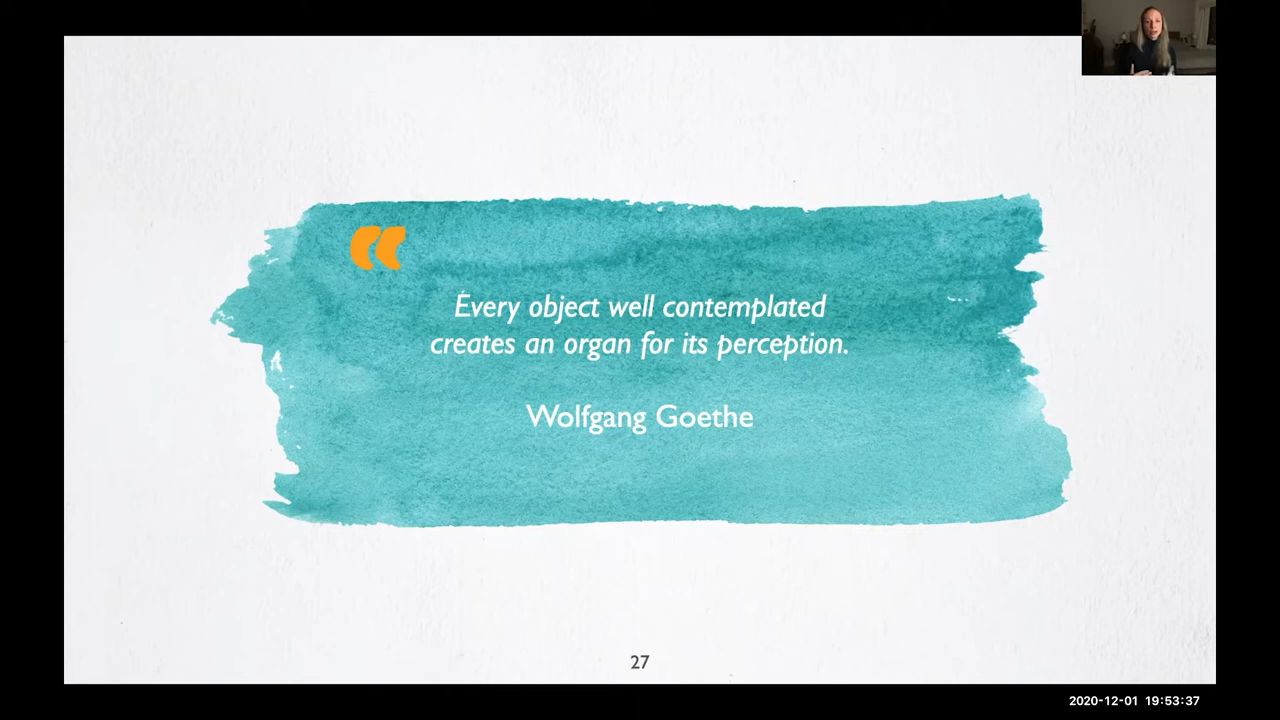 “
Every object well contemplated
creates an organ for its perception.
Wolfgang Goethe
27
2020-12-01 19:53:37